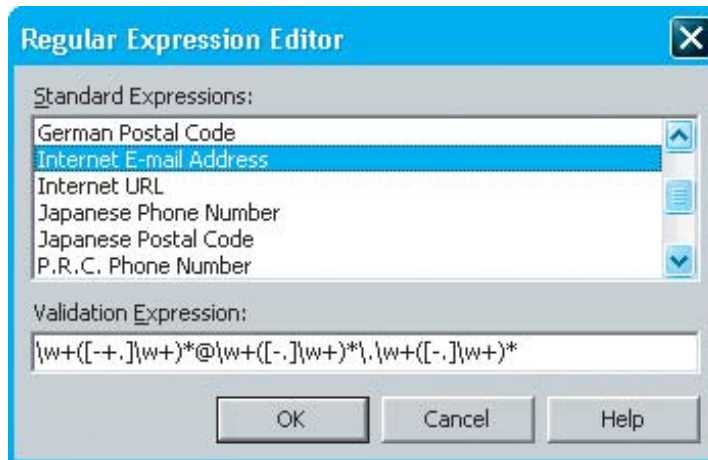 Regular Expression Editor
Standard Expressions:
German Postal Code
Internet E-mail Address
Internet URL
Japanese Phone Number
Japanese Postal Code
P.R.C. Phone Number
Validation Expression:
\w+([-+.]\w+)*@\w+([-.]\w+)*\.\w+([-.]\w+)*
OK Cancel Help